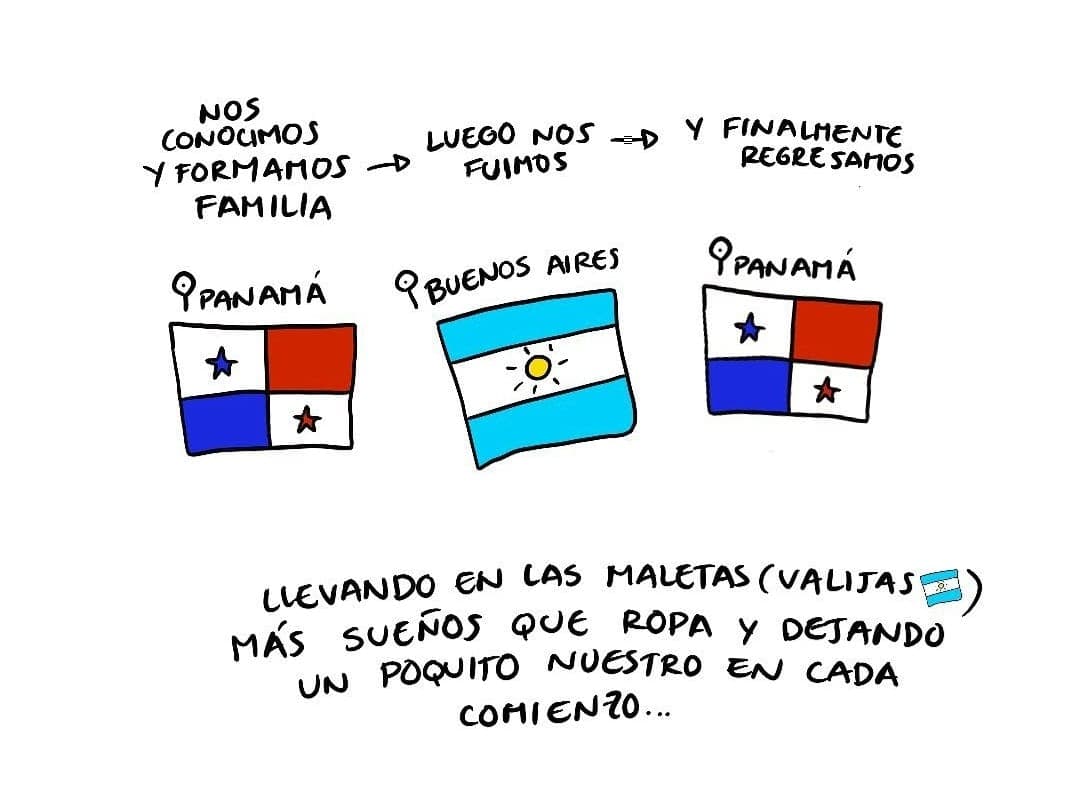 NOS
CONOCIMOS
Y FORMAMOS
FAMILIA
LUEGO NOS
FUIMOS
Y FINALMENTE
REGRESAMOS
PANAMÁ
BUENOS AIRES
PANAMÁ
LLEVANDO EN LAS MALETAS (VALIJAS )
MÁS SUEÑOS QUE ROPA Y DEJANDO
UN POQUITO NUESTRO EN CADA
COMIENZO...